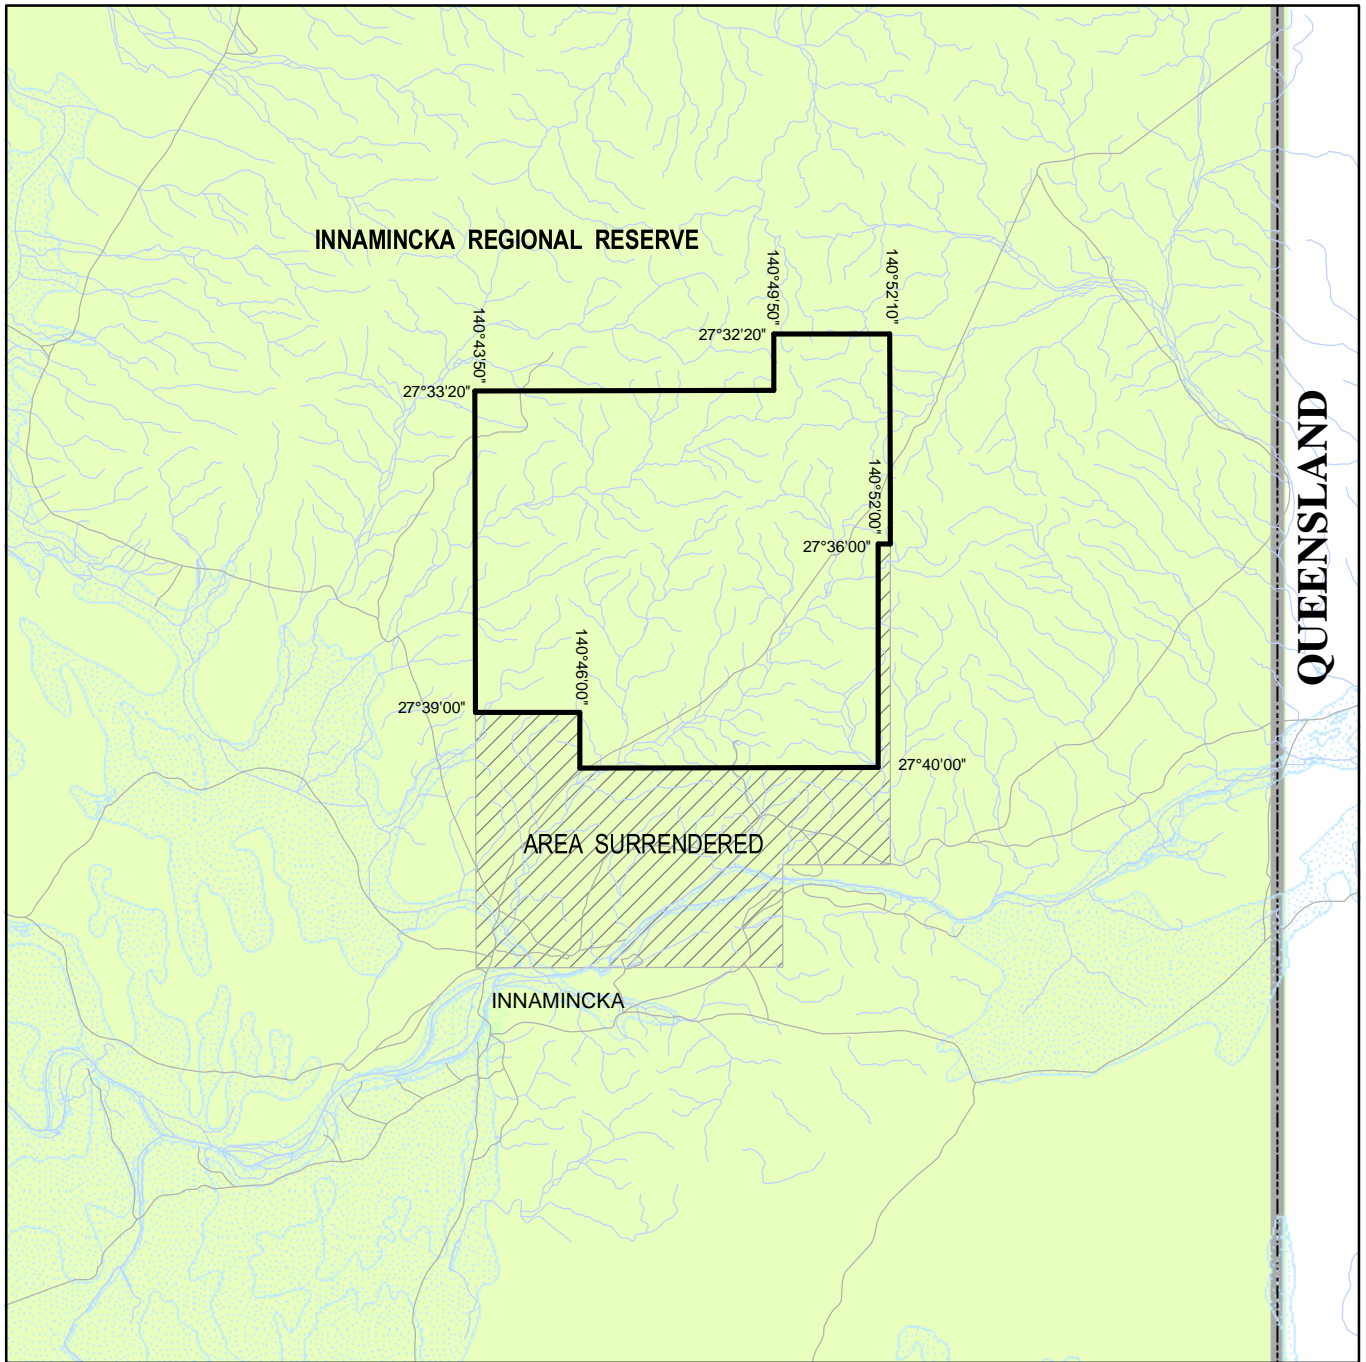 INNAMINCKA REGIONAL RESERVE
140°49'50"
140°52'10"
27°32'20"
140°43'50"
27°33'20"
QUEENSLAND
140°52'00"
27°36'00"
140°46'00"
27°39'00"
27°40'00"
AREA SURRENDERED
INNAMINCKA